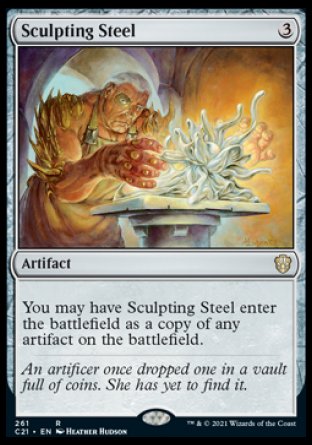 Sculpting Steel 3
Artifact
You may have Sculpting Steel enter
the battlefield as a copy of any
artifact on the battlefield.
An artificer once dropped one in a vault
full of coins. She has yet to find it.
261 R
C21 • EN HEATHER HUDSON
™ & © 2021 Wizards of the Coast